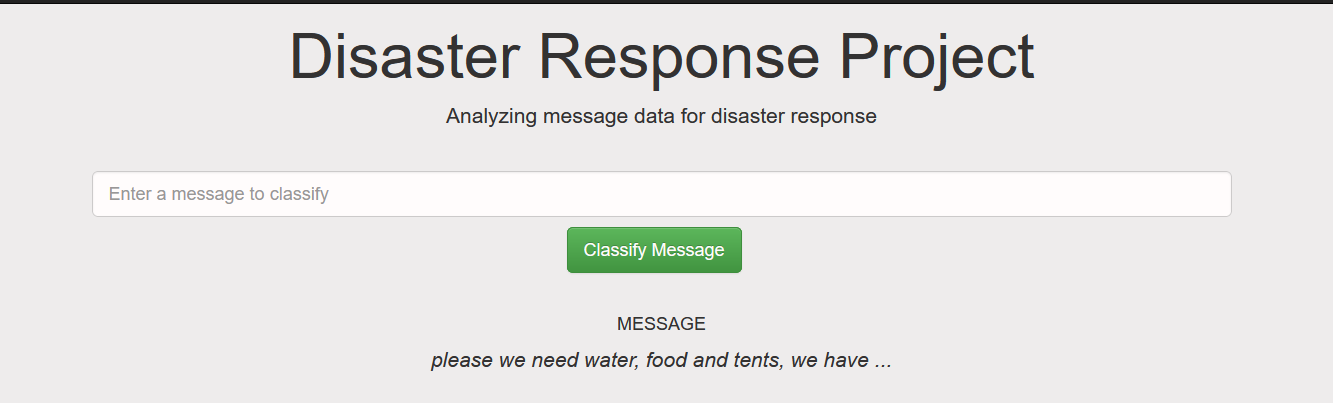 Disaster Response Project
Analyzing message data for disaster response
Enter a message to classify
Classify Message
MESSAGE
please we need water, food and tents, we have ...